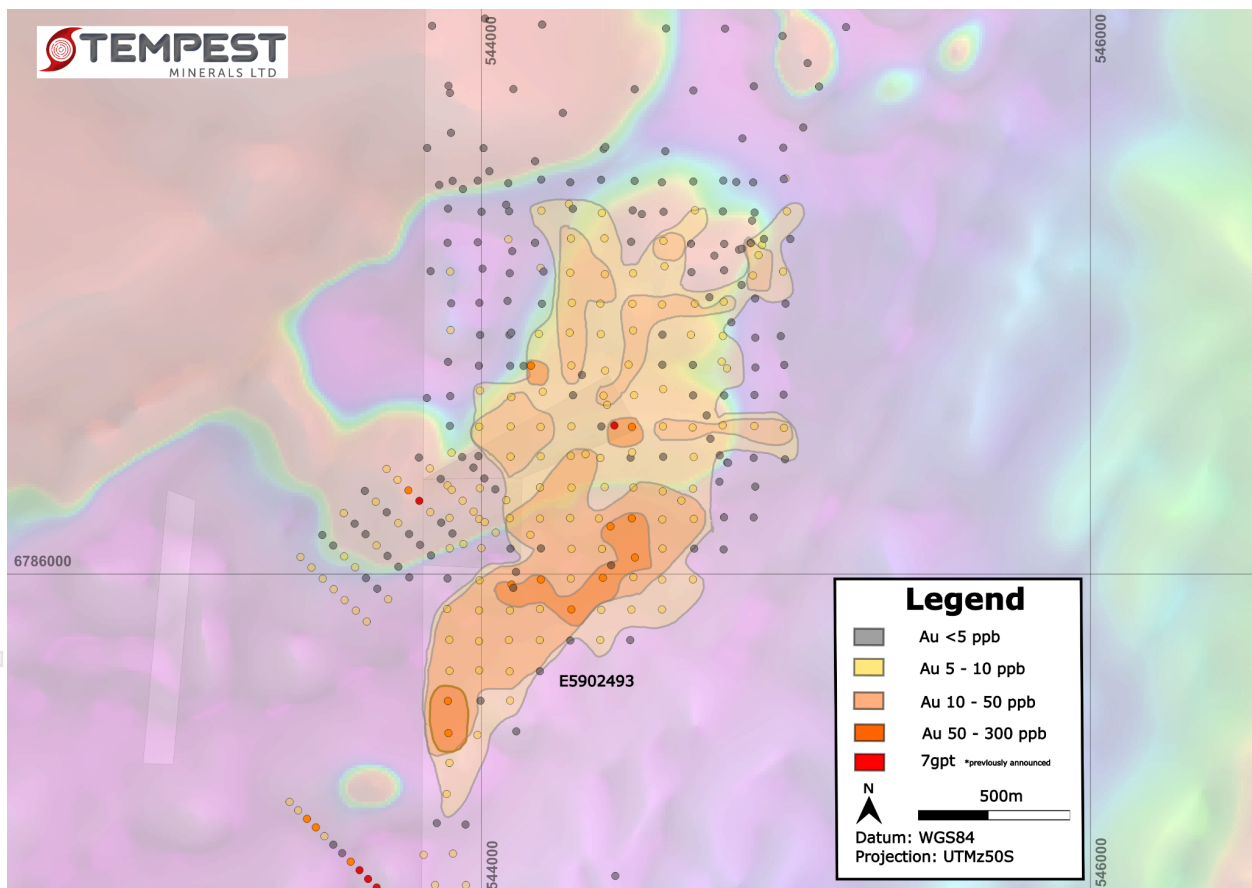 TEMPEST
MINERALS LTD
544000
546000
6786000
E5902493
544000
546000
Legend
Au <5 ppb
Au 5 - 10 ppb
Au 10 - 50 ppb
Au 50 - 300 ppb
7gpt *previously announced
N
500m
Datum: WGS84
Projection: UTMz50S